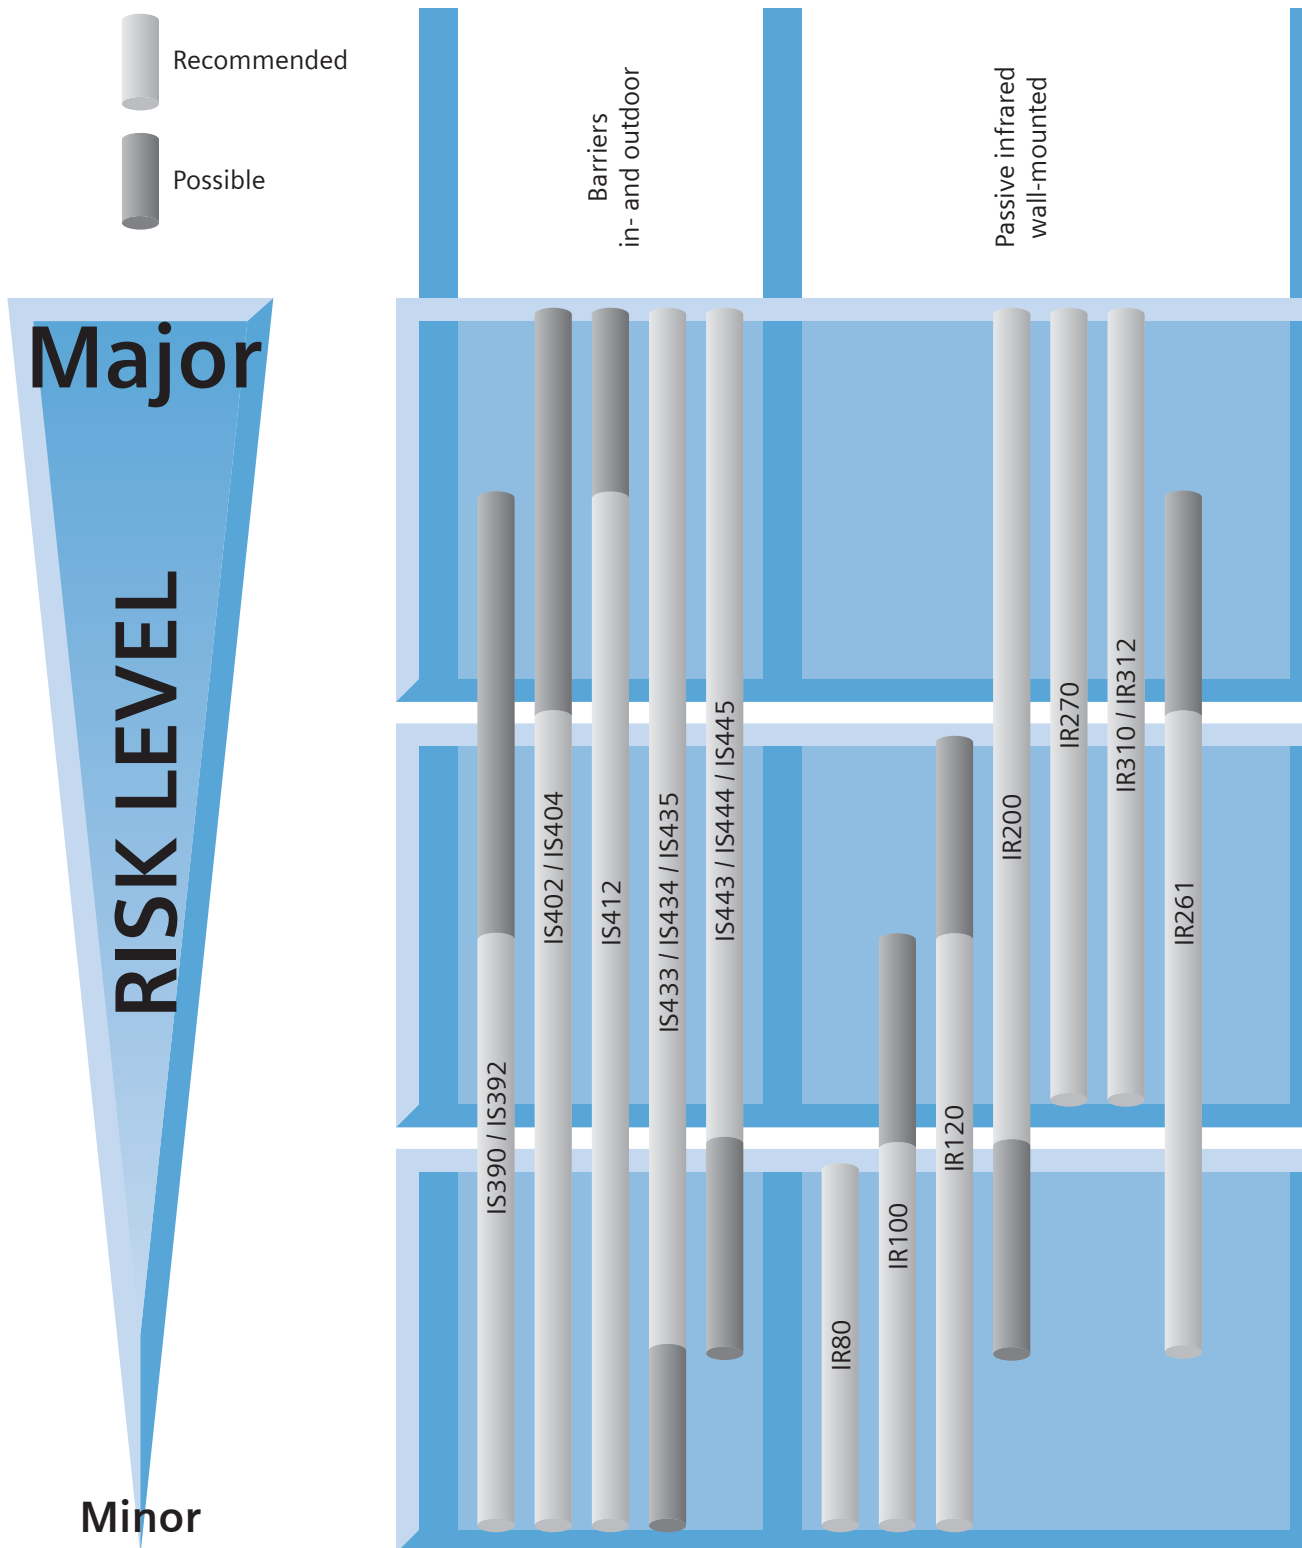 Recommended
Possible
Barriers
in- and outdoor
Passive infrared
wall-mounted
Major
RISK LEVEL
Minor
IS390 / IS392
IS402 / IS404
IS412
IS433 / IS434 / IS435
IS443 / IS444 / IS445
IR80
IR100
IR120
IR200
IR270
IR310 / IR312
IR261